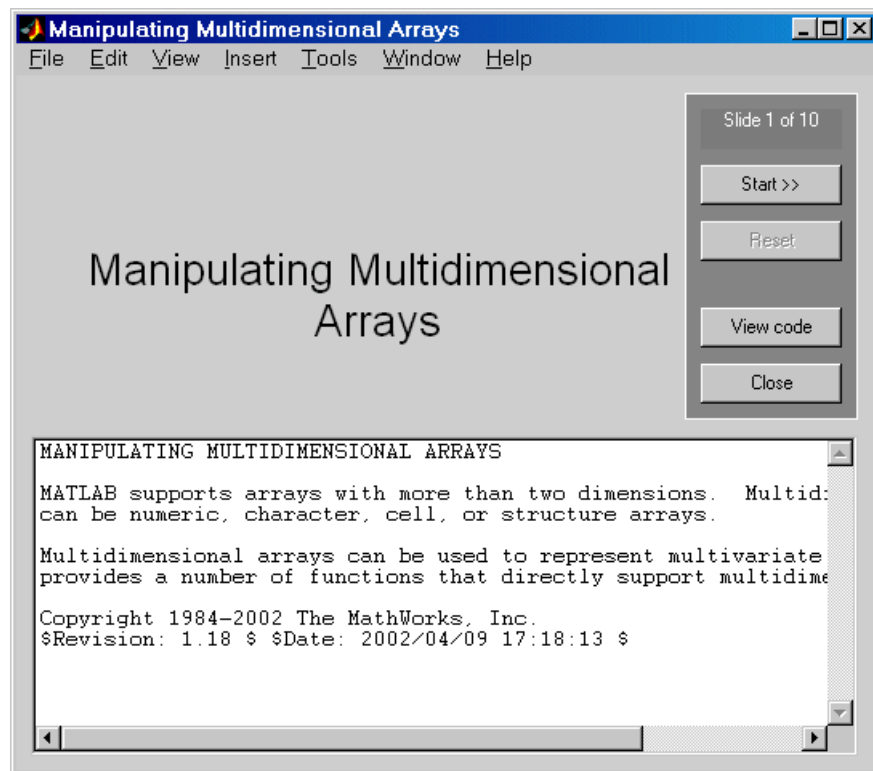 Manipulating Multidimensional Arrays
File Edit View Insert Tools Window Help
Slide 1 of 10
Start >>
Reset
Manipulating Multidimensional
Arrays
View code
Close
MANIPULATING MULTIDIMENSIONAL ARRAYS
MATLAB supports arrays with more than two dimensions. Multid
can be numeric, character, cell, or structure arrays.
Multidimensional arrays can be used to represent multivariate
provides a number of functions that directly support multidime
Copyright 1984-2002 The MathWorks, Inc.
$Revision: 1.18 $ $Date: 2002/04/09 17:18:13 $